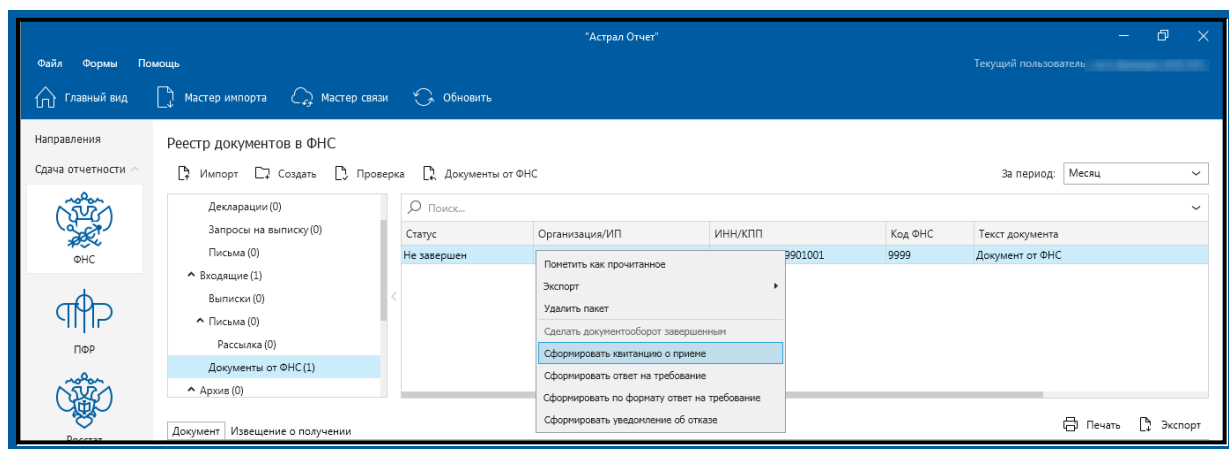 "Астрал Отчет"
Файл Формы Помощь
Текущий пользователь
Главный вид Мастер импорта Мастер связи Обновить
Направления
Сдача отчетности
ФНС
ПФР
Росстат
Реестр документов в ФНС
Импорт Создать Проверка Документы от ФНС
За период: Месяц
Декларации (0)
Запросы на выписку (0)
Письма (0)
Входящие (1)
Выписки (0)
Письма (0)
Рассылка (0)
Документы от ФНС (1)
Архив (0)
Поиск...
Статус Организация/ИП ИНН/КПП Код ФНС Текст документа
Не завершен 9901001 9999 Документ от ФНС
Пометить как прочитанное
Экспорт
Удалить пакет
Сделать документооборот завершенным
Сформировать квитанцию о приеме
Сформировать ответ на требование
Сформировать по формату ответ на требование
Сформировать уведомление об отказе
Документ Извещение о получении
Печать Экспорт